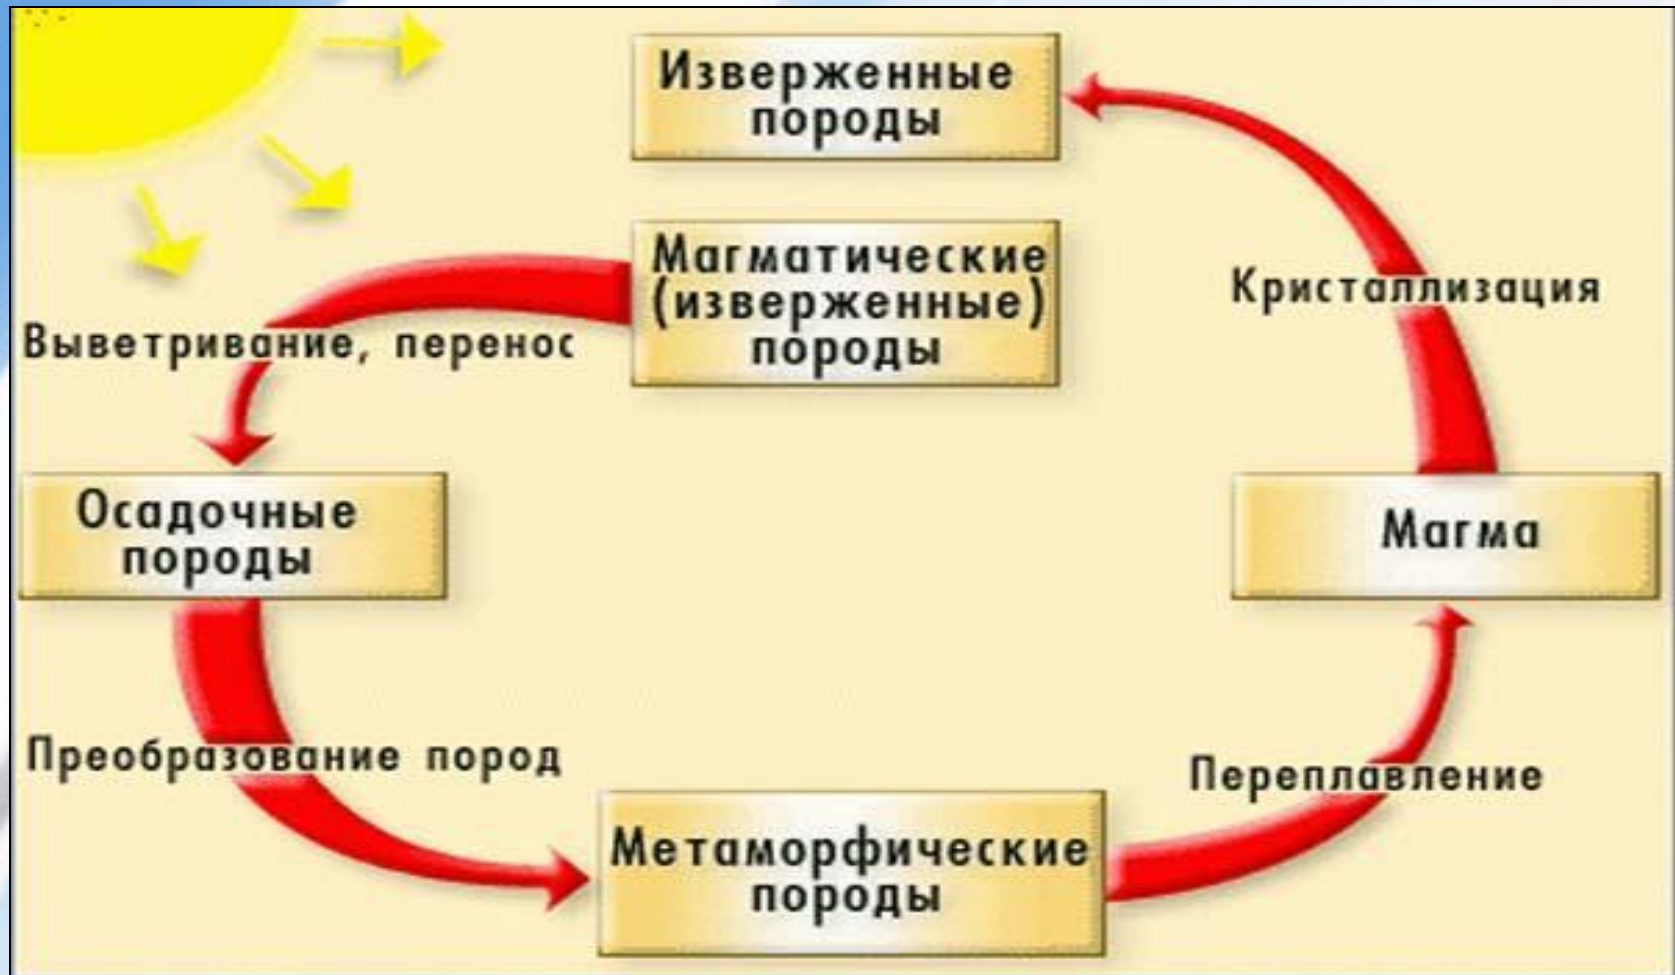 Изверженные
породы
Магматические
(изверженные)
породы
Кристаллизация
Выветривание, перенос
Осадочные
породы
Магма
Преобразование пород
Переплавление
Метаморфические
породы